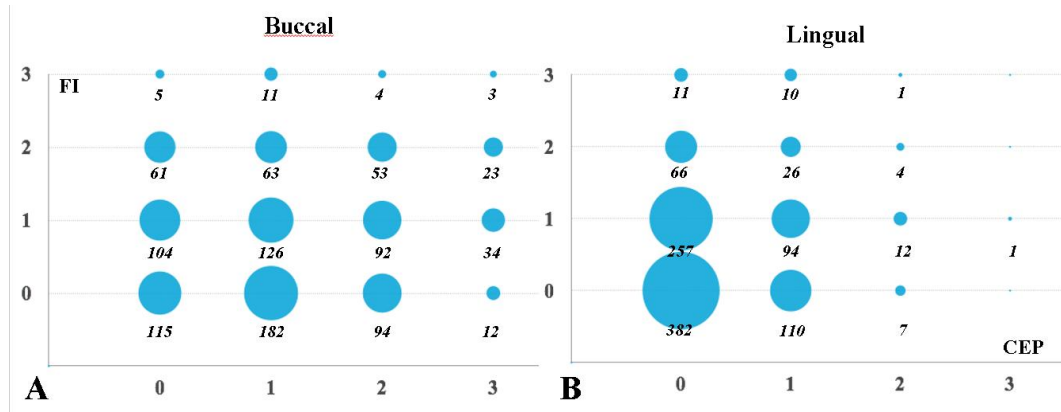 Buccal
3 FI
5 11 4 3
2
61 63 53 23
1
104 126 92 34
0
115 182 94 12
A 0 1 2 3
Lingual
3
11 10 1
2
66 26 4
1
257 94 12 1
0
382 110 7
CEP
B 0 1 2 3